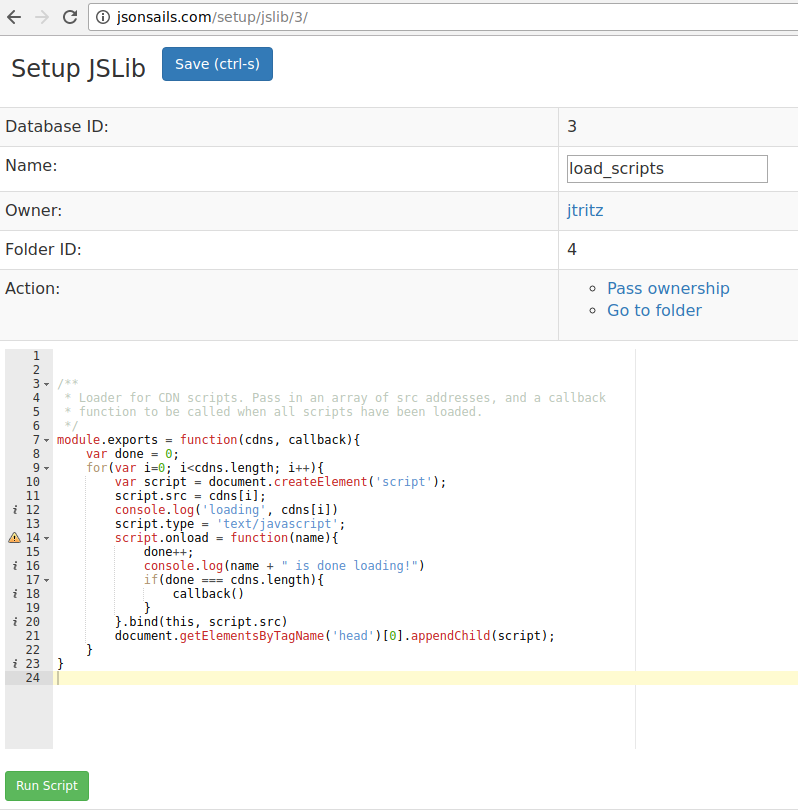 jsonsails.com/setup/jslib/3/
Setup JSLib Save (ctrl-s)
Database ID: 3
Name: load_scripts
Owner: jtritz
Folder ID: 4
Action: Pass ownership
Go to folder
1
2
3 /**
4  * Loader for CDN scripts. Pass in an array of src addresses, and a callback
5  * function to be called when all scripts have been loaded.
6  */
7 module.exports = function(cdns, callback){
8     var done = 0;
9     for(var i=0; i<cdns.length; i++){
10         var script = document.createElement('script');
11         script.src = cdns[i];
i 12         console.log('loading', cdns[i])
13         script.type = 'text/javascript';
14         script.onload = function(name){
15             done++;
i 16             console.log(name + " is done loading!")
17             if(done === cdns.length){
i 18                 callback()
19             }
i 20         }.bind(this, script.src)
21         document.getElementsByTagName('head')[0].appendChild(script);
22     }
i 23 }
24
Run Script